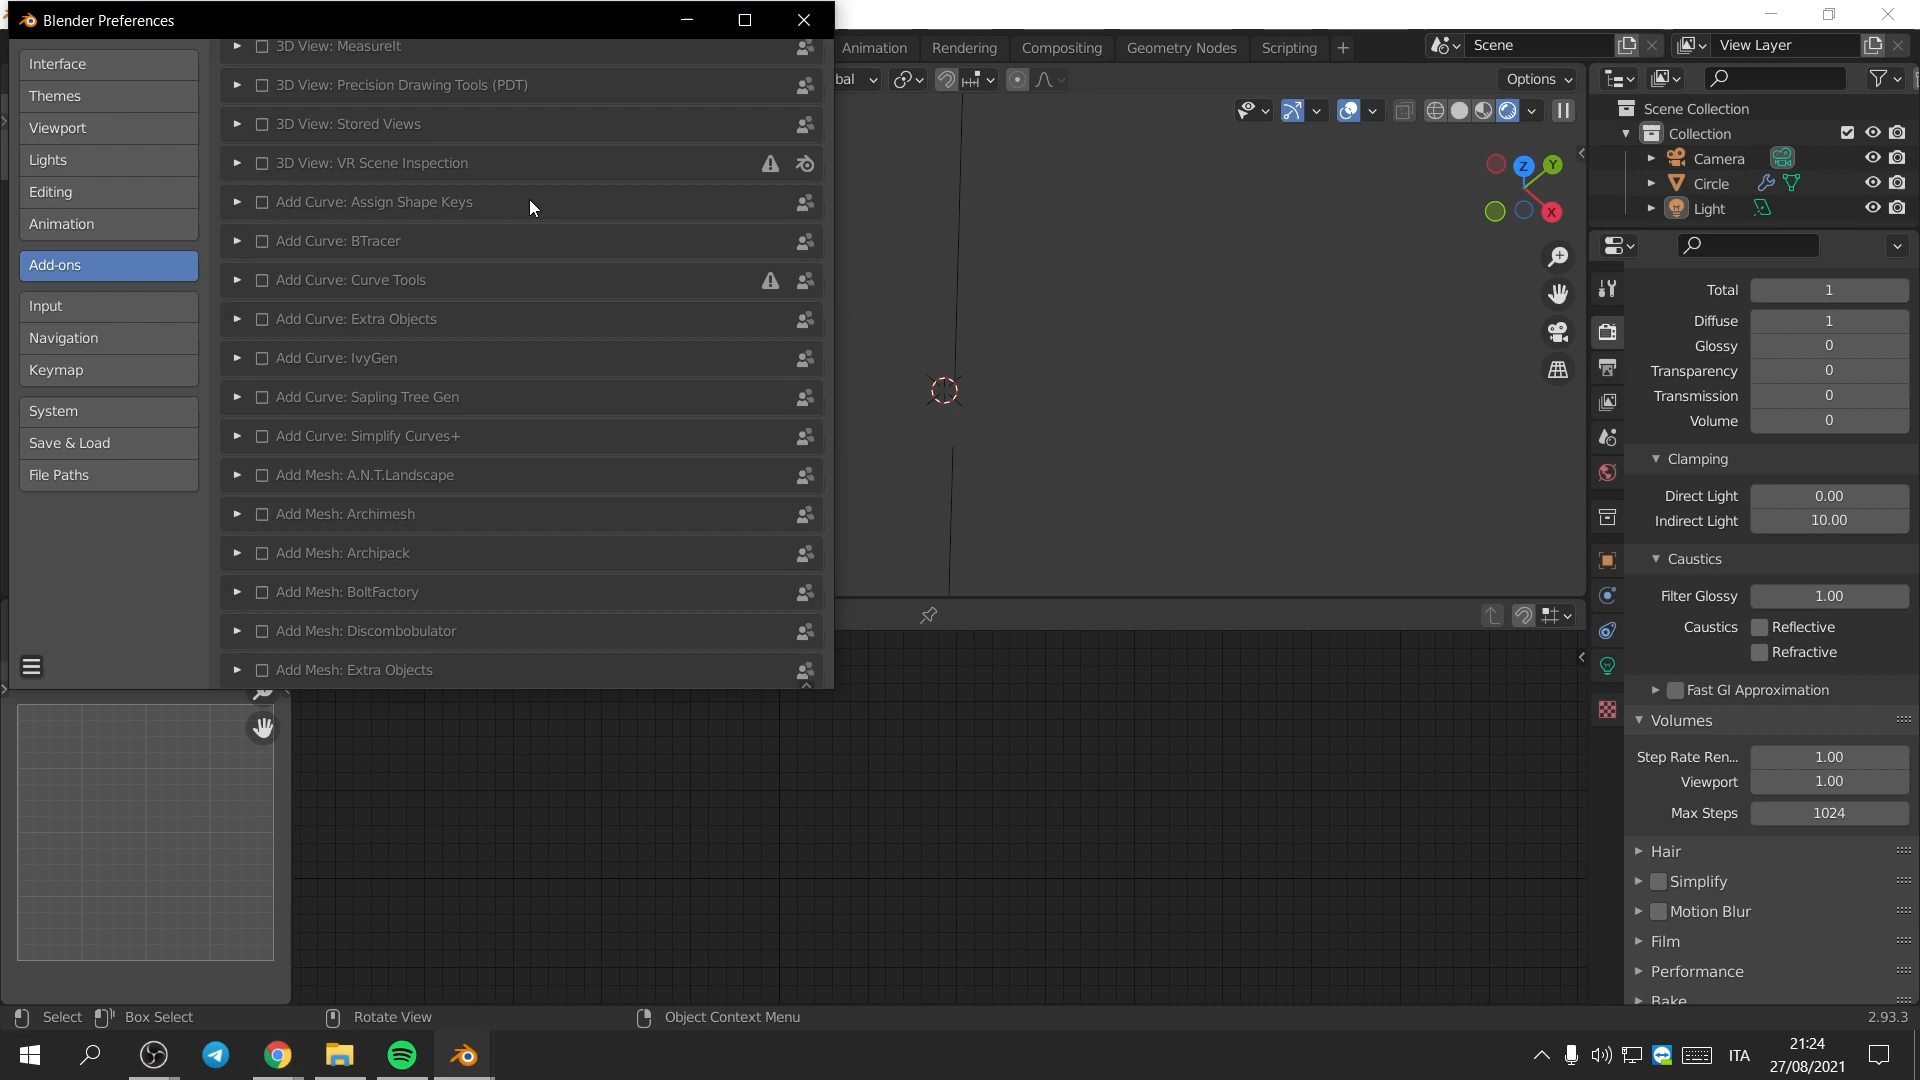 Blender Preferences
Interface
Themes
Viewport
Lights
Editing
Animation
Add-ons
Input
Navigation
Keymap
System
Save & Load
File Paths
3D View: MeasureIt
3D View: Precision Drawing Tools (PDT)
3D View: Stored Views
3D View: VR Scene Inspection
Add Curve: Assign Shape Keys
Add Curve: BTracer
Add Curve: Curve Tools
Add Curve: Extra Objects
Add Curve: IvyGen
Add Curve: Sapling Tree Gen
Add Curve: Simplify Curves+
Add Mesh: A.N.T.Landscape
Add Mesh: Archimesh
Add Mesh: Archipack
Add Mesh: BoltFactory
Add Mesh: Discombobulator
Add Mesh: Extra Objects
Animation Rendering Compositing Geometry Nodes Scripting +
Scene
View Layer
bal
Options
Z Y
X
Scene Collection
Collection
Camera
Circle
Light
Total 1
Diffuse 1
Glossy 0
Transparency 0
Transmission 0
Volume 0
Clamping
Direct Light 0.00
Indirect Light 10.00
Caustics
Filter Glossy 1.00
Caustics Reflective
Refractive
Fast GI Approximation
Volumes
Step Rate Ren... 1.00
Viewport 1.00
Max Steps 1024
Hair
Simplify
Motion Blur
Film
Performance
Bake
Select Box Select Rotate View Object Context Menu 2.93.3
ITA
21:24
27/08/2021